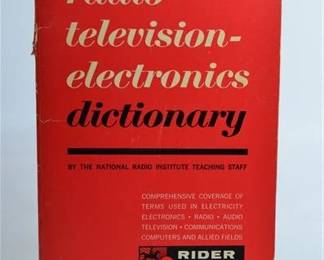 radio
television-
electronics
dictionary
BY THE NATIONAL RADIO INSTITUTE TEACHING STAFF
COMPREHENSIVE COVERAGE OF
TERMS USED IN ELECTRICITY
ELECTRONICS • RADIO • AUDIO
TELEVISION • COMMUNICATIONS
COMPUTERS AND ALLIED FIELDS
RIDER